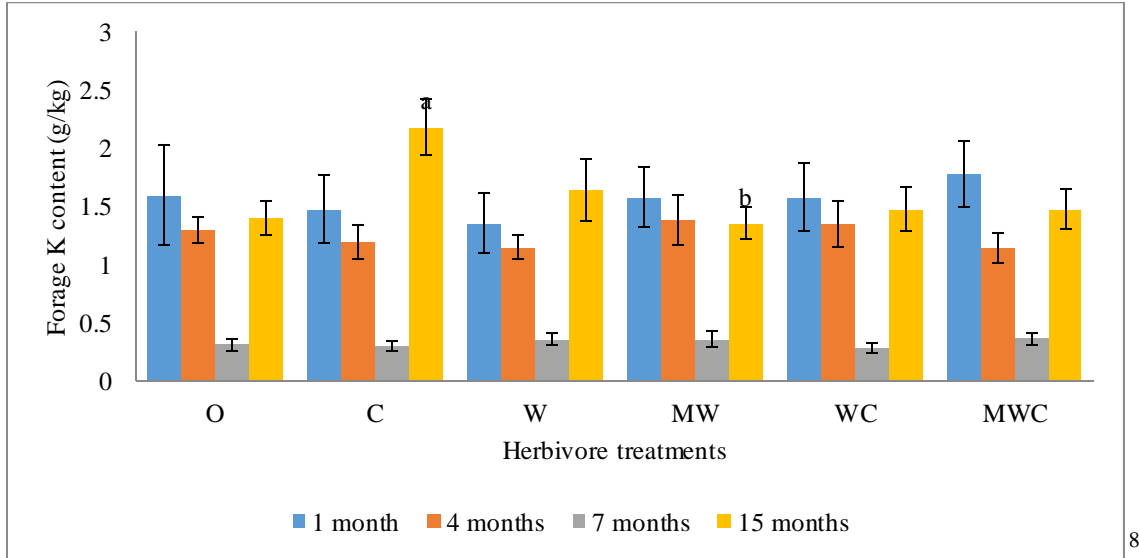 3
2.5
2
1.5
1
0.5
0
Forage K content (g/kg)
a
b
O C W MW WC MWC
Herbivore treatments
1 month 4 months 7 months 15 months
8